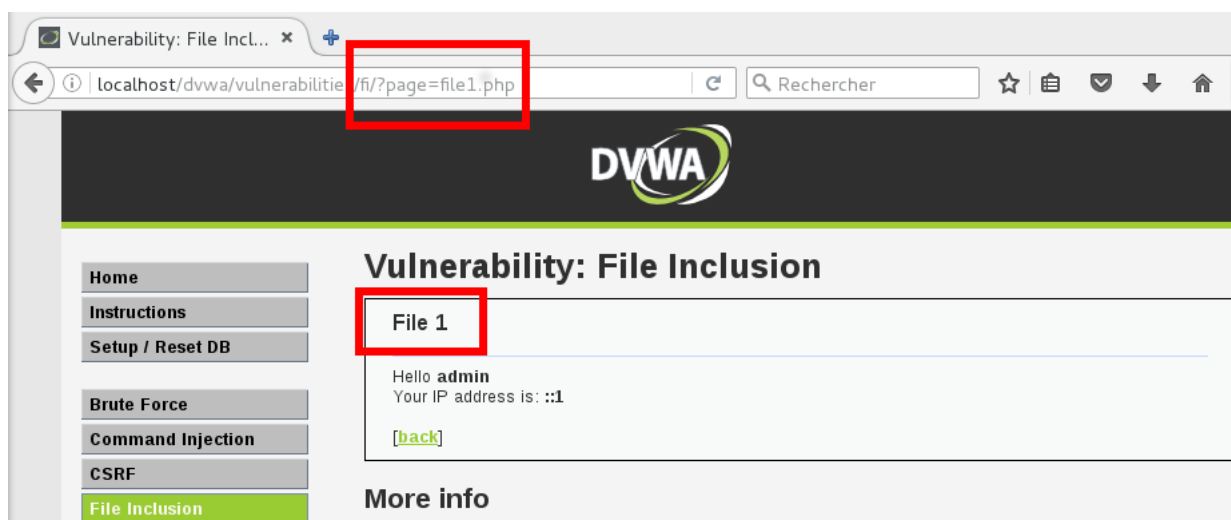 Vulnerability: File Incl...
localhost/dvwa/vulnerabilitie /fi/?page=file1.php
Rechercher
DVWA
Home
Instructions
Setup / Reset DB
Brute Force
Command Injection
CSRF
File Inclusion
Vulnerability: File Inclusion
File 1
Hello admin
Your IP address is: ::1
[back]
More info